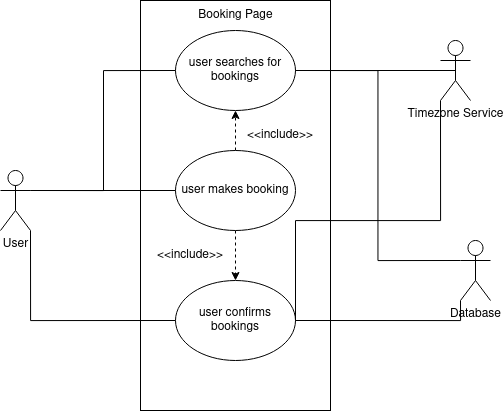 Booking Page
user searches for
bookings
Timezone Service
<<include>>
user makes booking
User
<<include>>
user confirms
bookings
Database